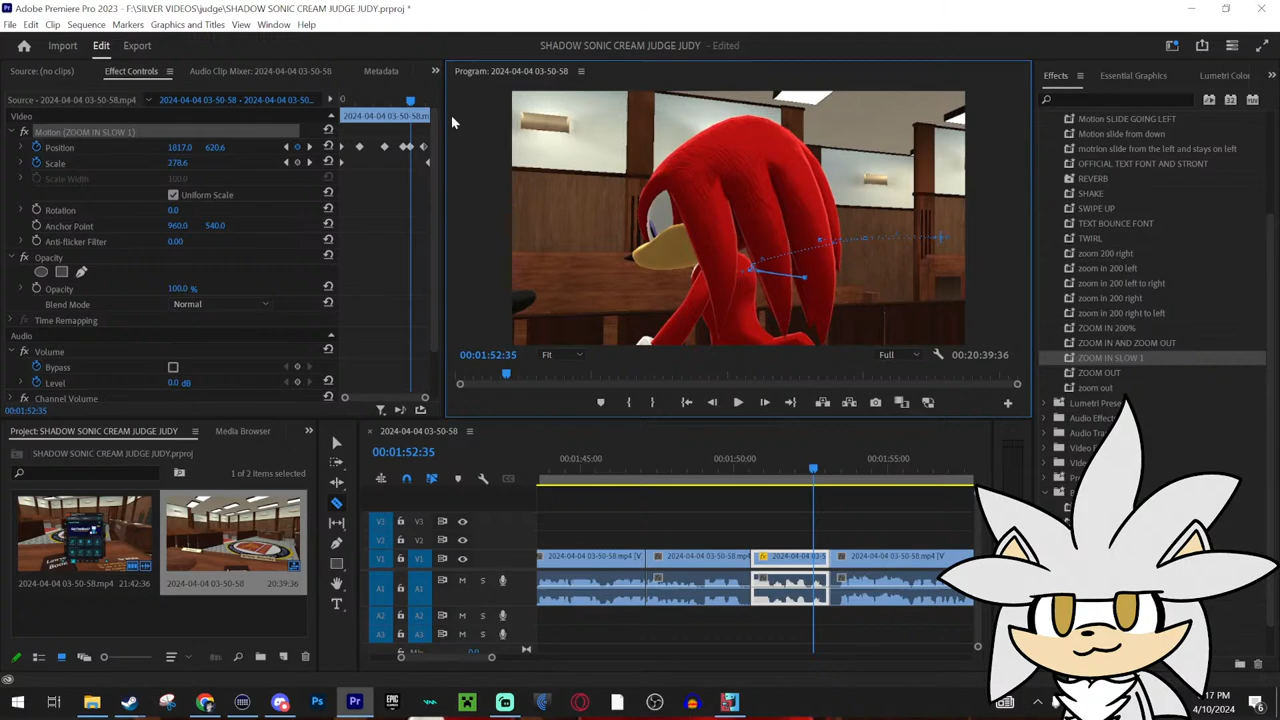 Adobe Premiere Pro 2023 - F:\SILVER VIDEOS\judge\SHADOW SONIC CREAM JUDGE JUDY.prproj *
File Edit Clip Sequence Markers Graphics and Titles View Window Help
Import Edit Export
SHADOW SONIC CREAM JUDGE JUDY - Edited
Source: (no clips) Effect Controls Audio Clip Mixer: 2024-04-04 03-50-58 Metadata
Source • 2024-04-04 03-50-58.mp4 2024-04-04 03-50-58 • 2024-04-04 03-50...
Video
2024-04-04 03-50-58.m
Motion (ZOOM IN SLOW 1)
Position 1817.0 620.6
Scale 278.6
Scale Width 100.0
Uniform Scale
Rotation 0.0
Anchor Point 960.0 540.0
Anti-flicker Filter 0.00
Opacity
Opacity 100.0 %
Blend Mode Normal
Time Remapping
Audio
Volume
Bypass
Level 0.0 dB
Channel Volume
00:01:52:35
Program: 2024-04-04 03-50-58
00:01:52:35 Fit Full 00:20:39:36
Effects Essential Graphics Lumetri Color
Motion SLIDE GOING LEFT
Motion slide from down
motrion slide from the left and stays on left
OFFICIAL TEXT FONT AND STRONT
REVERB
SHAKE
SWIPE UP
TEXT BOUNCE FONT
TWIRL
zoom 200 right
zoom in 200 left
zoom in 200 left to right
zoom in 200 right
zoom in 200 right to left
ZOOM IN 200%
ZOOM IN AND ZOOM OUT
ZOOM IN SLOW 1
ZOOM OUT
zoom out
Lumetri Prese
Audio Effect
Audio Tra
Video E
Project: SHADOW SONIC CREAM JUDGE JUDY Media Browser
SHADOW SONIC CREAM JUDGE JUDY.prproj
1 of 2 items selected
2024-04-04 03-50-58.mp4 21:42:36
2024-04-04 03-50-58 20:39:36
2024-04-04 03-50-58
00:01:52:35
00:01:45:00 00:01:50:00 00:01:55:00
V3 V3
V2 V2
V1 V1
2024-04-04 03-50-58.mp4 [V] 2024-04-04 03-50-58.mp4 2024-04-04 03-5 2024-04-04 03-50-58.mp4 [V
A1 A1 M S
A2 A2 M S
A3 A3 M S
0.0
:17 PM
4/10/2024
6